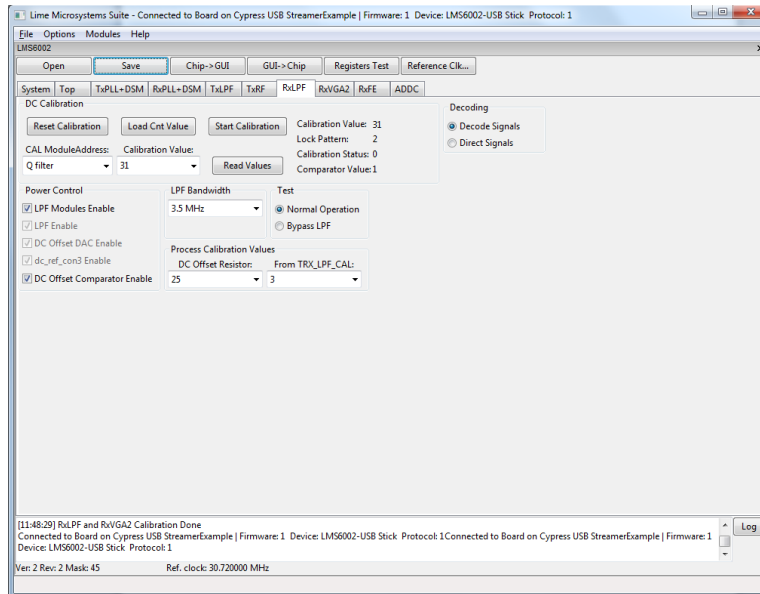 Lime Microsystems Suite - Connected to Board on Cypress USB StreamerExample | Firmware: 1 Device: LMS6002-USB Stick Protocol: 1
File Options Modules Help
LMS6002 x
Open Save Chip->GUI GUI->Chip Registers Test Reference Clk...
System Top TxPLL+DSM RxPLL+DSM TxLPF TxRF RxLPF RxVGA2 RxFE ADDC
DC Calibration
Reset Calibration Load Cnt Value Start Calibration
CAL ModuleAddress: Calibration Value:
Q filter 31 Read Values
Calibration Value: 31
Lock Pattern: 2
Calibration Status: 0
Comparator Value:1
Decoding
Decode Signals
Direct Signals
Power Control
LPF Modules Enable
LPF Enable
DC Offset DAC Enable
dc_ref_con3 Enable
DC Offset Comparator Enable
LPF Bandwidth
3.5 MHz
Test
Normal Operation
Bypass LPF
Process Calibration Values
DC Offset Resistor: From TRX_LPF_CAL:
25 3
[11:48:29] RxLPF and RxVGA2 Calibration Done
Connected to Board on Cypress USB StreamerExample | Firmware: 1 Device: LMS6002-USB Stick Protocol: 1Connected to Board on Cypress USB StreamerExample | Firmware: 1
Device: LMS6002-USB Stick Protocol: 1
Log
Ver: 2 Rev: 2 Mask: 45 Ref. clock: 30.720000 MHz